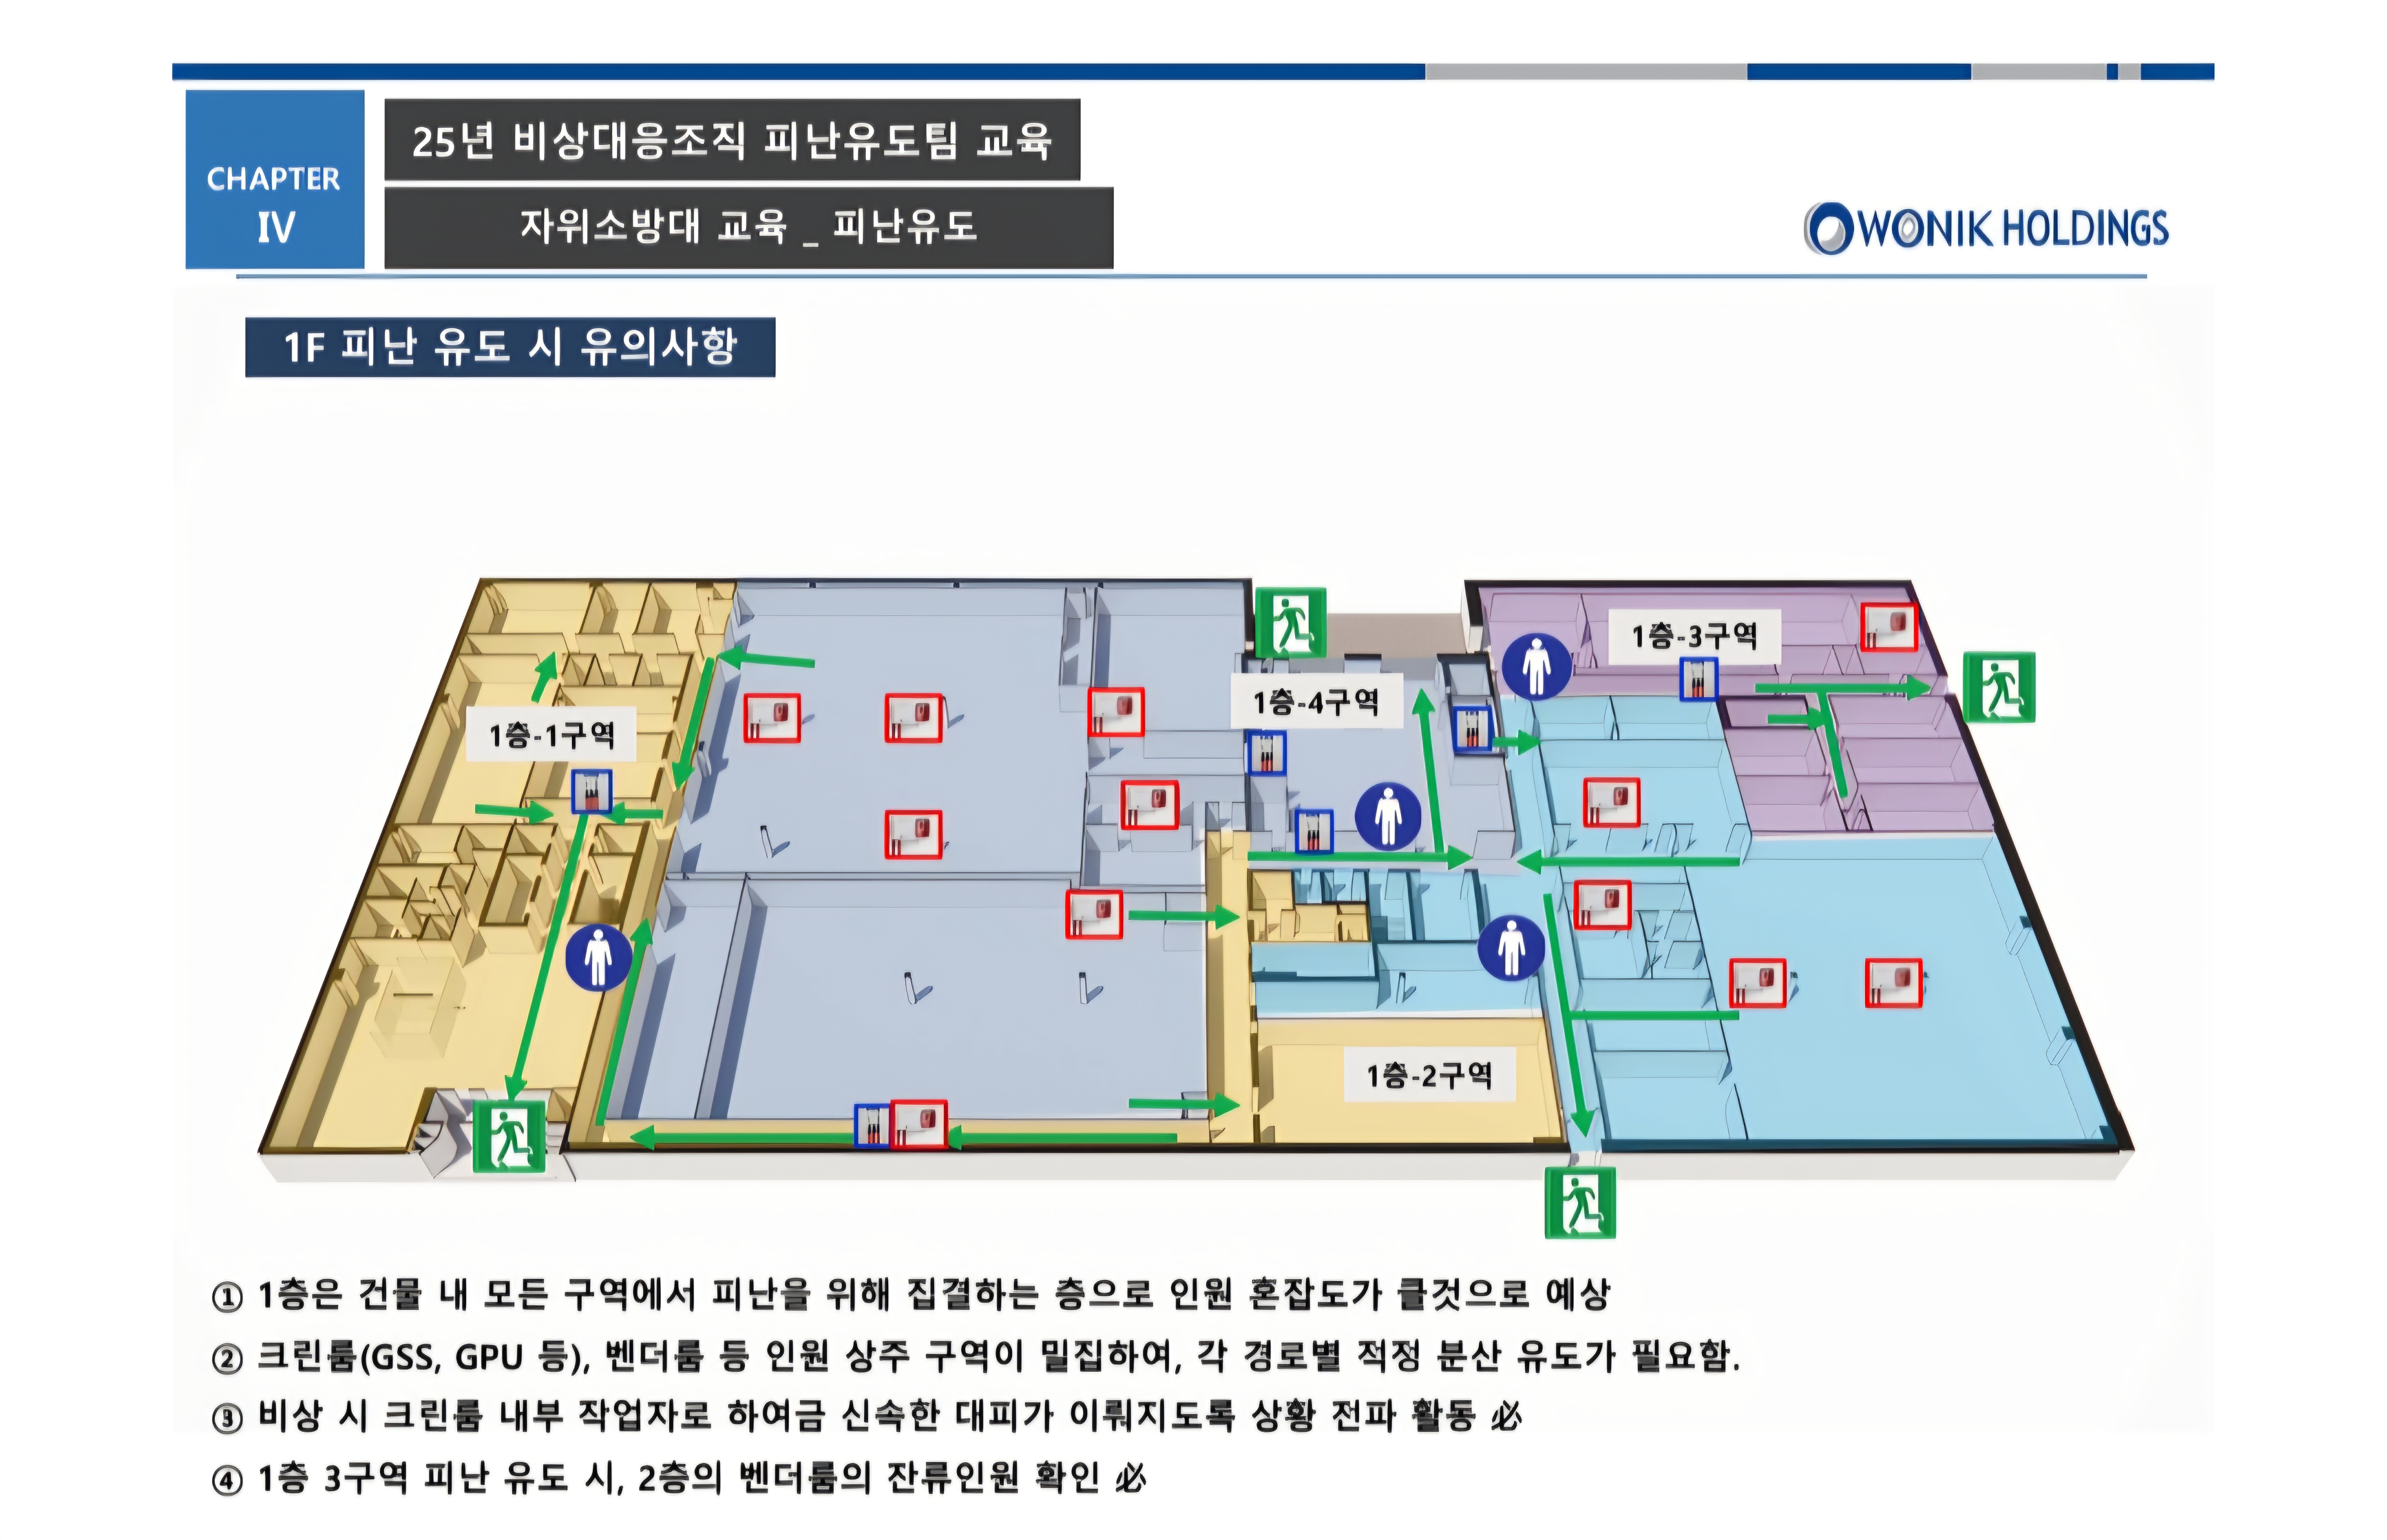 CHAPTER
IV
25년 비상대응조직 피난유도팀 교육
자위소방대 교육 _ 피난유도
WONIK HOLDINGS
1F 피난 유도 시 유의사항
1층-3구역
1층-4구역
1층-1구역
1층-2구역
① 1층은 건물 내 모든 구역에서 피난을 위해 집결하는 층으로 인원 혼잡도가 클것으로 예상
② 크린룸(GSS, GPU 등), 벤더룸 등 인원 상주 구역이 밀집하여, 각 경로별 적정 분산 유도가 필요함.
③ 비상 시 크린룸 내부 작업자로 하여금 신속한 대피가 이뤄지도록 상황 전파 활동 必
④ 1층 3구역 피난 유도 시, 2층의 벤더룸의 잔류인원 확인 必